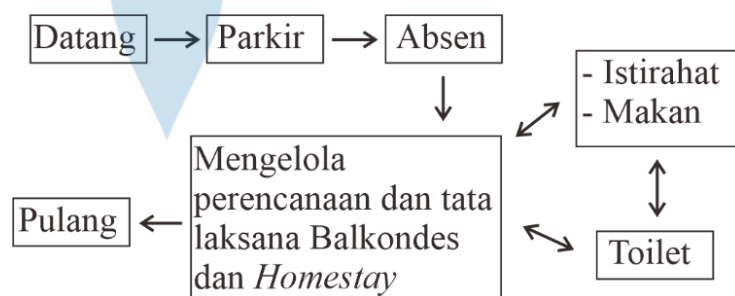 Datang
Parkir
Absen
- Istirahat
- Makan
Mengelola
perencanaan dan tata
laksana Balkondes
dan Homestay
Pulang
Toilet